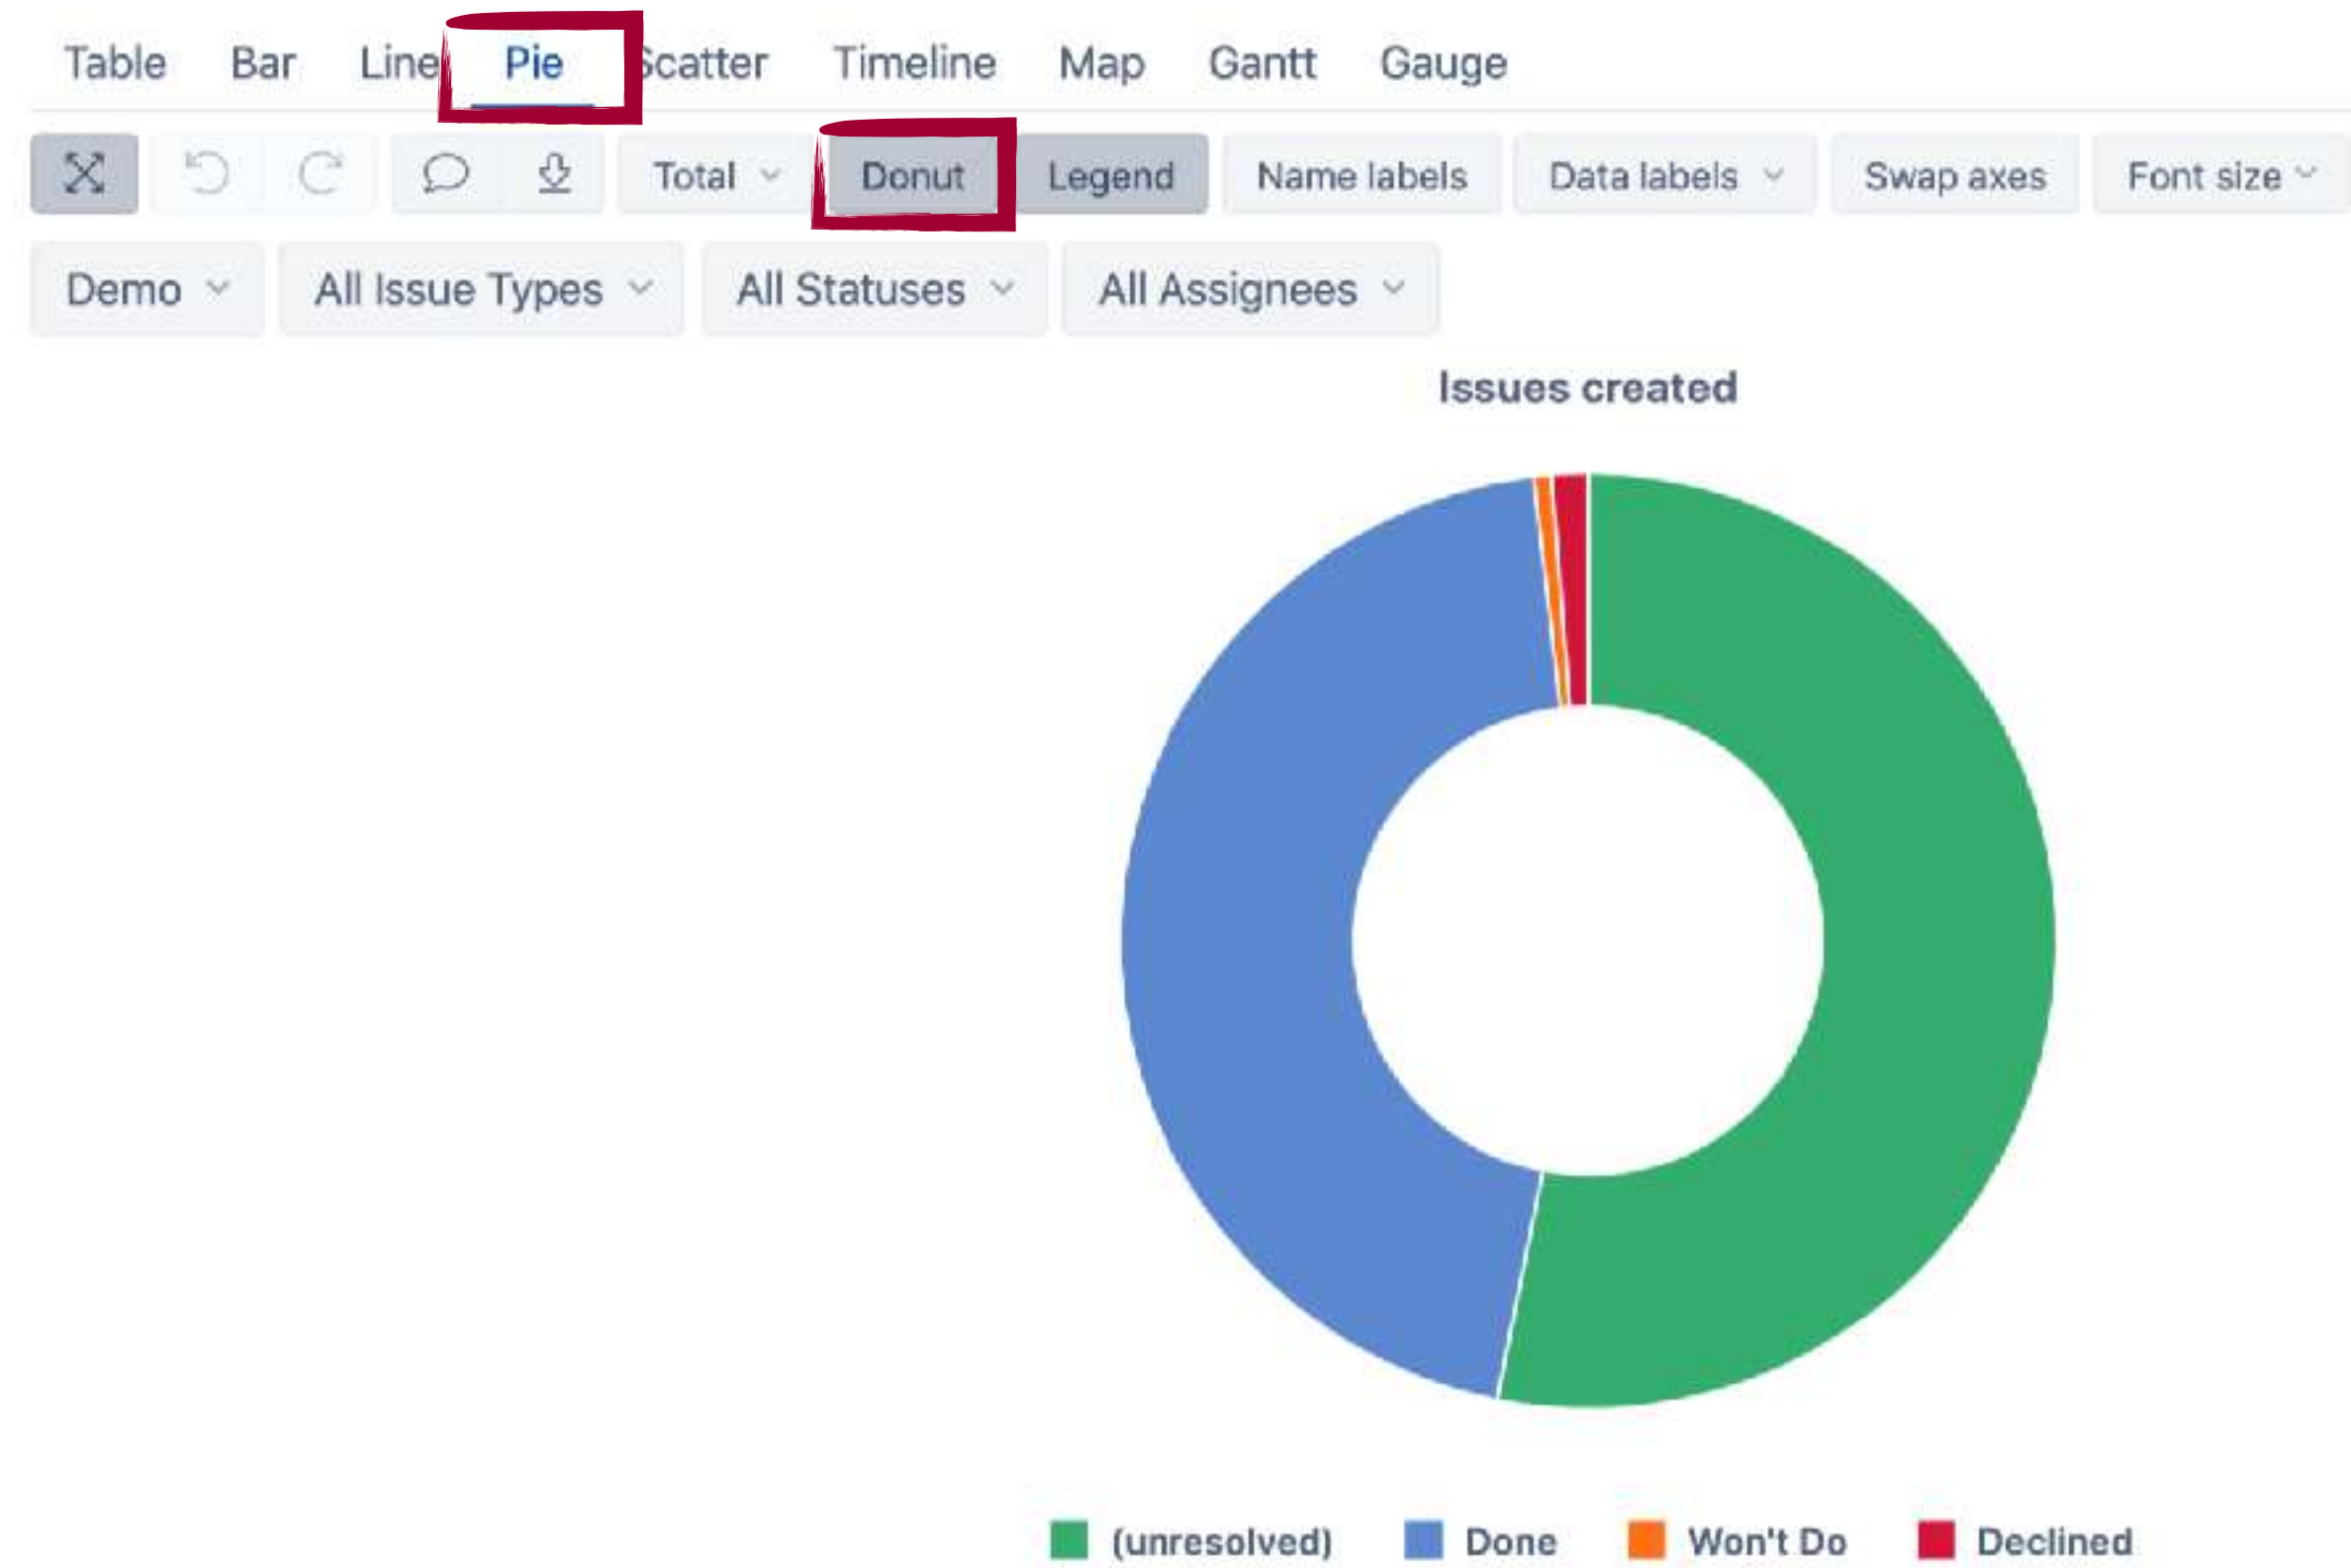 Table Bar Line Pie Scatter Timeline Map Gantt Gauge
Total Donut Legend Name labels Data labels Swap axes Font size
Demo All Issue Types All Statuses All Assignees
Issues created
(unresolved) Done Won't Do Declined